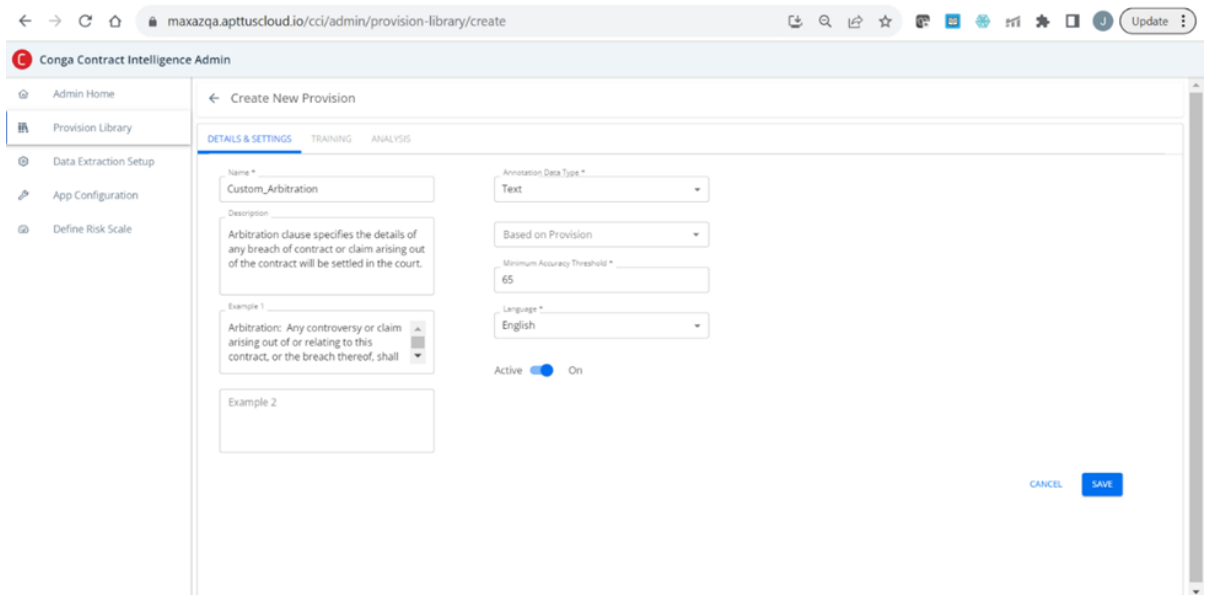 maxazqa.apttuscloud.io/cci/admin/provision-library/create
J
Update
C
Conga Contract Intelligence Admin
Admin Home
Provision Library
Data Extraction Setup
App Configuration
Define Risk Scale
Create New Provision
DETAILS & SETTINGS TRAINING ANALYSIS
Name *
Custom_Arbitration
Description
Arbitration clause specifies the details of
any breach of contract or claim arising out
of the contract will be settled in the court.
Example 1
Arbitration: Any controversy or claim
arising out of or relating to this
contract, or the breach thereof, shall
Example 2
Annotation Data Type *
Text
Based on Provision
Minimum Accuracy Threshold *
65
Language *
English
Active On
CANCEL SAVE